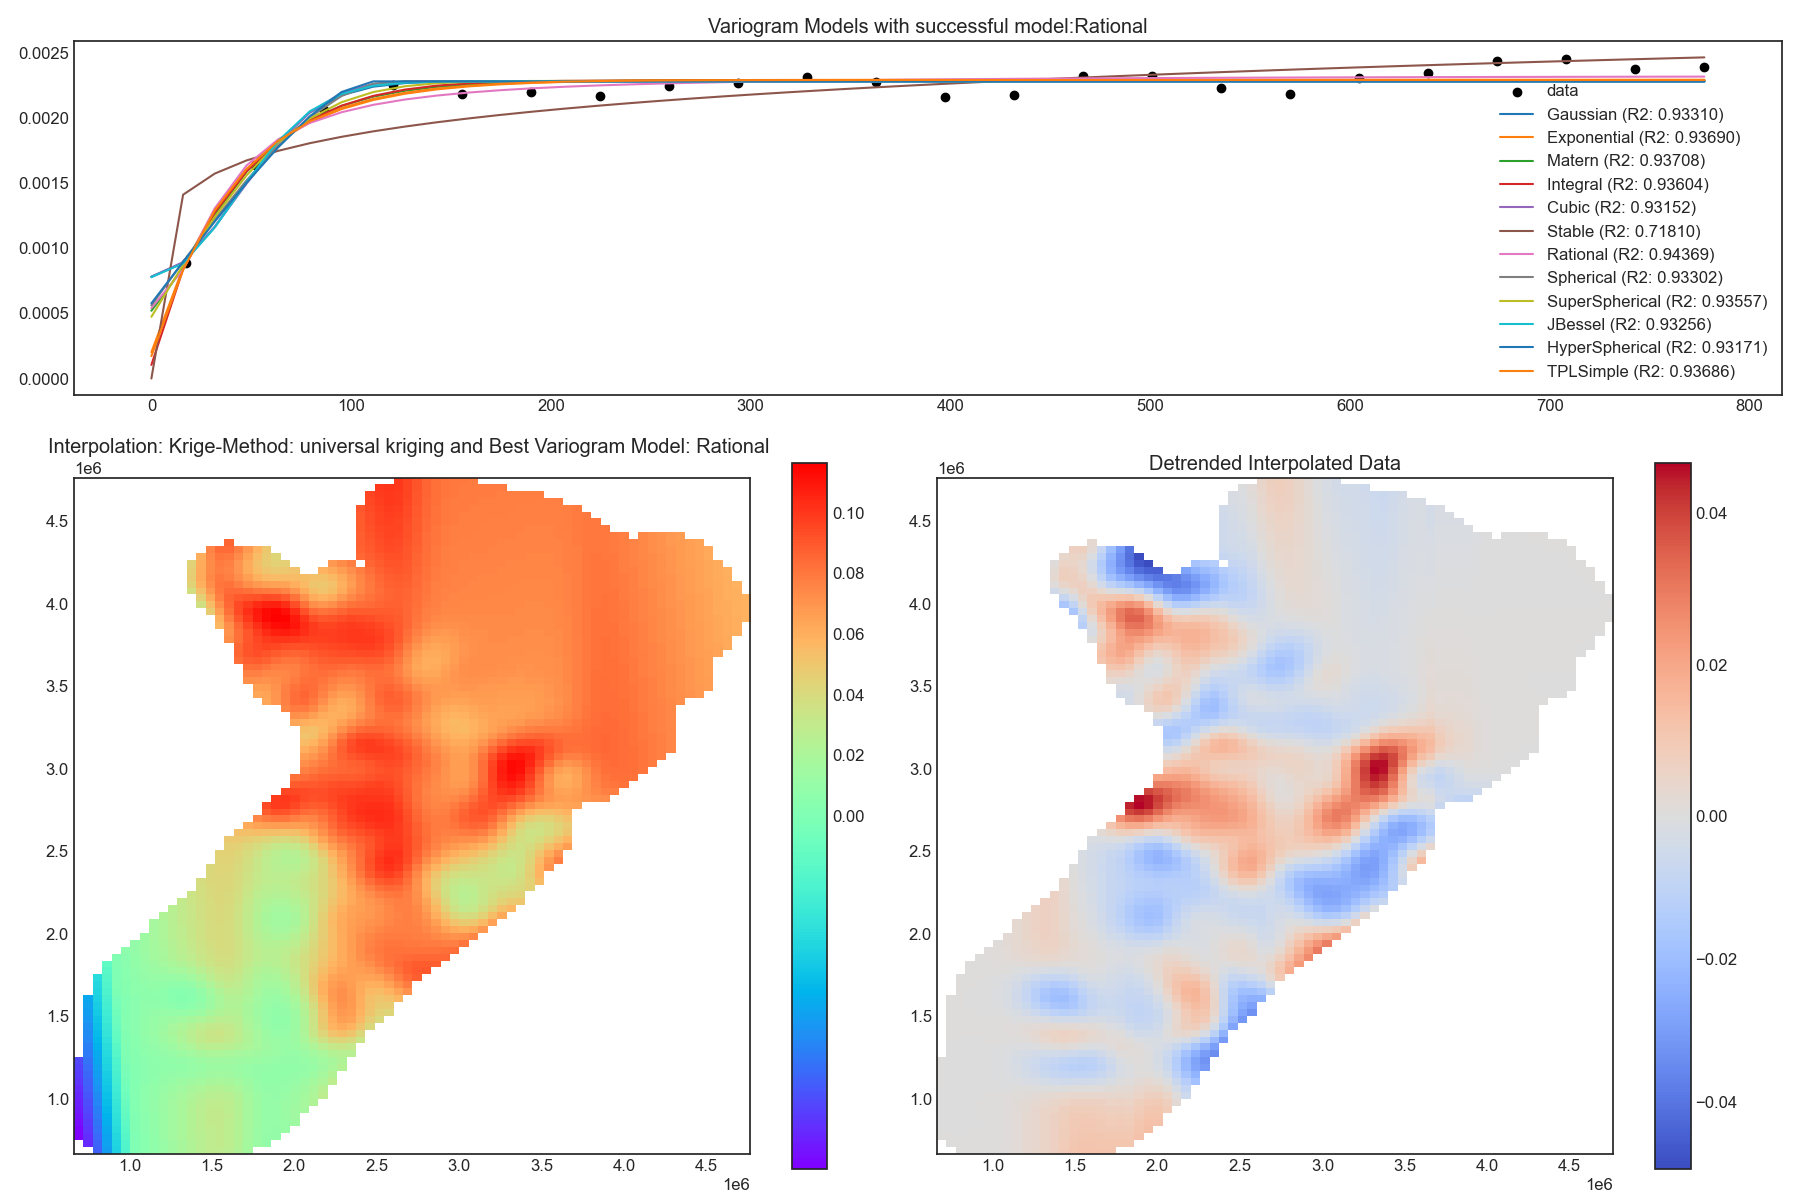 Variogram Models with successful model:Rational
0.0025
0.0020
0.0015
0.0010
0.0005
0.0000
data
Gaussian (R2: 0.93310)
Exponential (R2: 0.93690)
Matern (R2: 0.93708)
Integral (R2: 0.93604)
Cubic (R2: 0.93152)
Stable (R2: 0.71810)
Rational (R2: 0.94369)
Spherical (R2: 0.93302)
SuperSpherical (R2: 0.93557)
JBessel (R2: 0.93256)
HyperSpherical (R2: 0.93171)
TPLSimple (R2: 0.93686)
0 100 200 300 400 500 600 700 800
Interpolation: Krige-Method: universal kriging and Best Variogram Model: Rational
1e6
4.5
4.0
3.5
3.0
2.5
2.0
1.5
1.0
1.0 1.5 2.0 2.5 3.0 3.5 4.0 4.5
1e6
0.10
0.08
0.06
0.04
0.02
0.00
Detrended Interpolated Data
1e6
4.5
4.0
3.5
3.0
2.5
2.0
1.5
1.0
1.0 1.5 2.0 2.5 3.0 3.5 4.0 4.5
1e6
0.04
0.02
0.00
−0.02
−0.04